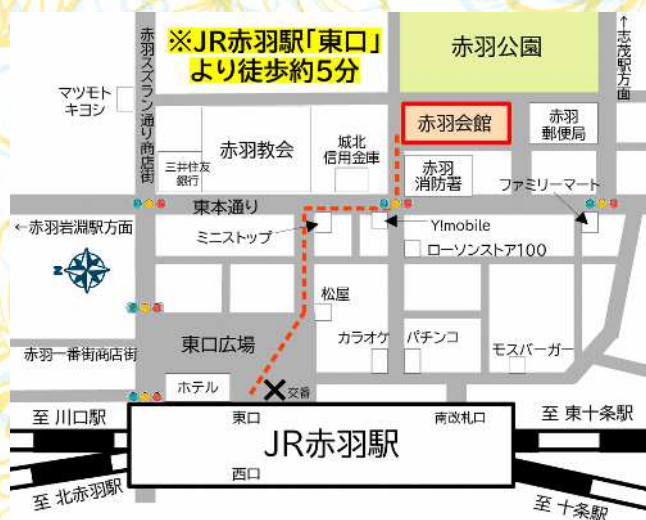 ※JR赤羽駅「東口」
より徒歩約5分
赤羽スズラン通り商店街
マツモト
キヨシ
赤羽公園
←志茂駅方面
赤羽会館
赤羽
郵便局
三井住友
銀行
赤羽教会
城北
信用金庫
赤羽
消防署
ファミリーマート
東本通り
←赤羽岩淵駅方面
ミニストップ
Y!mobile
ローソンストア100
N
松屋
東口広場
カラオケ
パチンコ
モスバーガー
赤羽一番街商店街
ホテル
交番
至 川口駅
東口
南改札口
至 東十条駅
JR赤羽駅
西口
至 北赤羽駅
至 十条駅